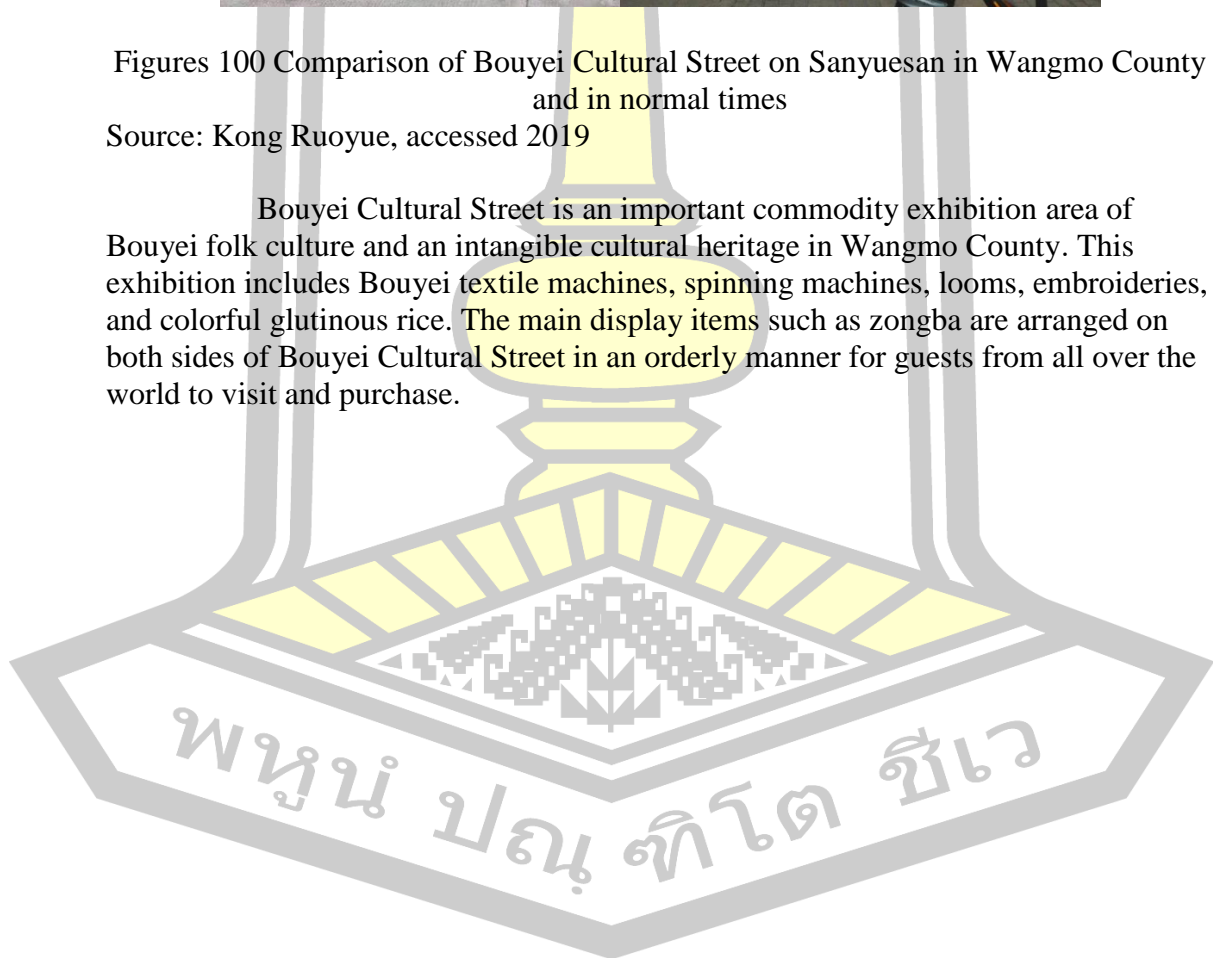 Figures 100 Comparison of Bouyei Cultural Street on Sanyuesan in Wangmo County
and in normal times
Source: Kong Ruoyue, accessed 2019
Bouyei Cultural Street is an important commodity exhibition area of
Bouyei folk culture and an intangible cultural heritage in Wangmo County. This
exhibition includes Bouyei textile machines, spinning machines, looms, embroideries,
and colorful glutinous rice. The main display items such as zongba are arranged on
both sides of Bouyei Cultural Street in an orderly manner for guests from all over the
world to visit and purchase.
พหูนํ ปณฺฑิโต ชีเว